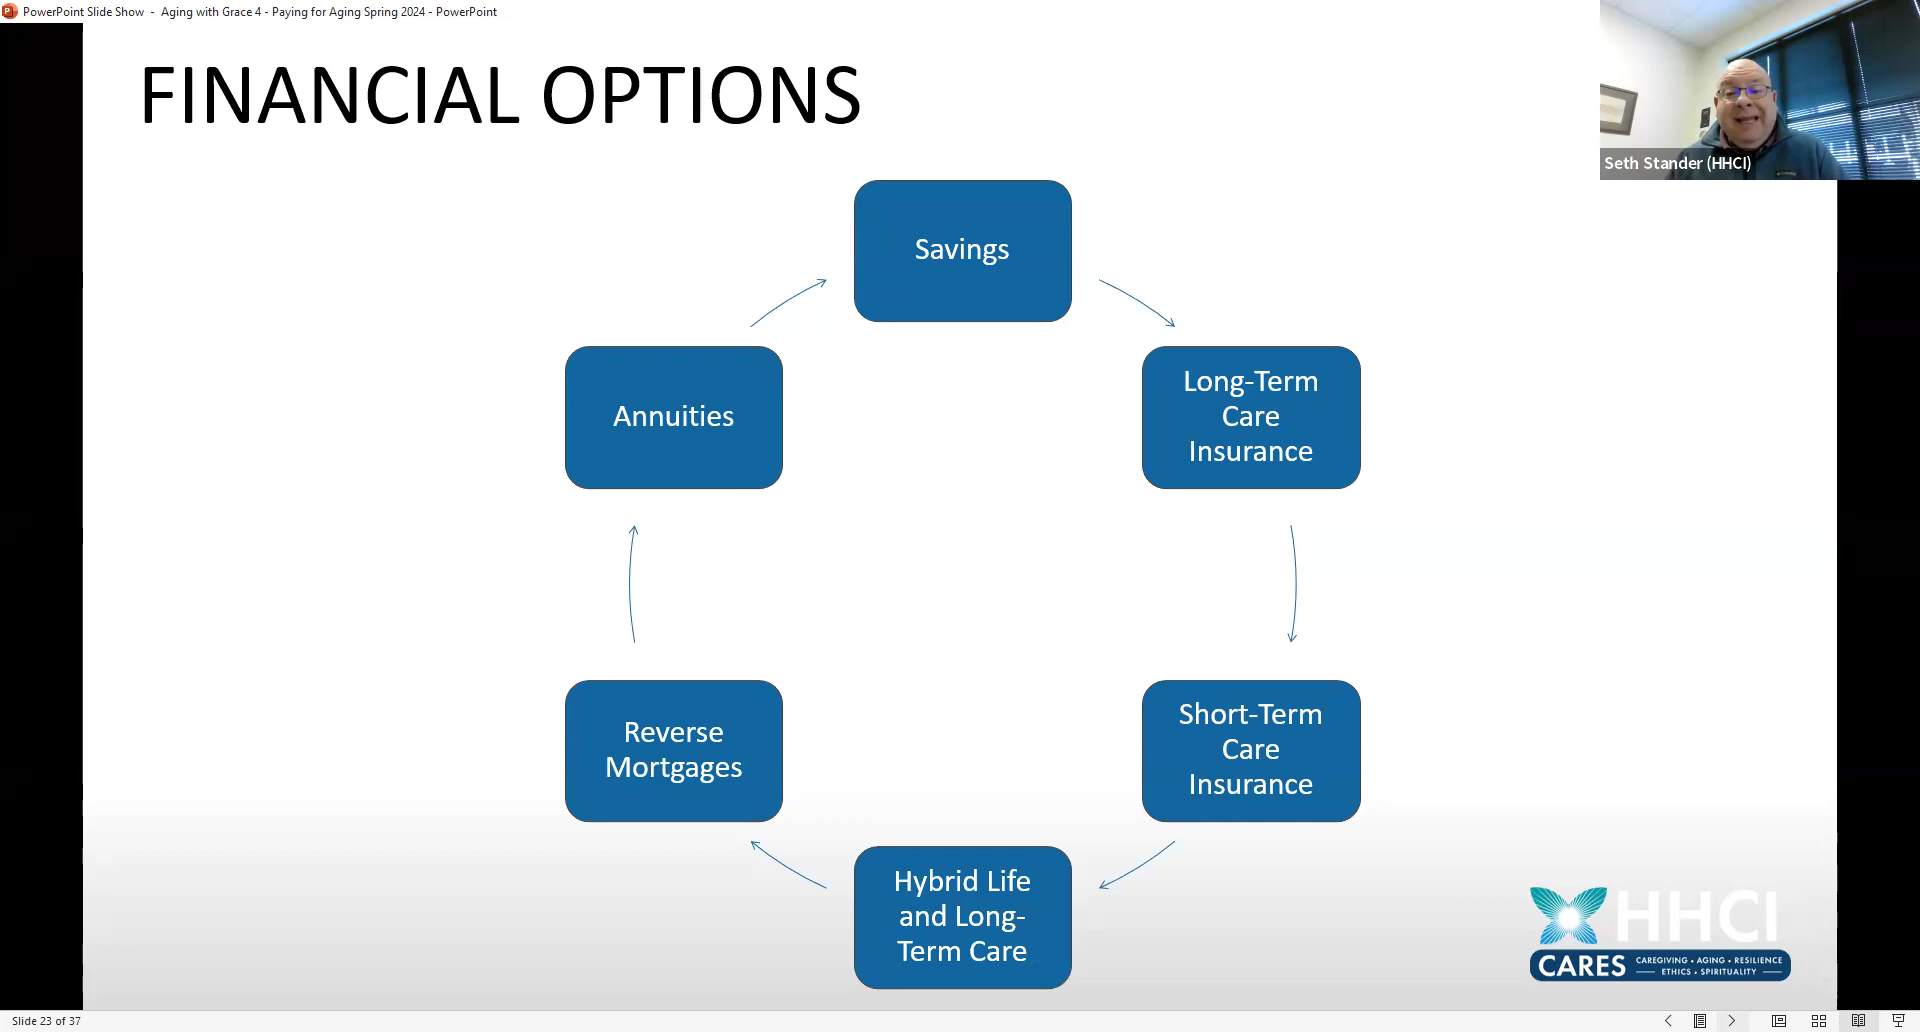 PowerPoint Slide Show - Aging with Grace 4 - Paying for Aging Spring 2024 - PowerPoint
FINANCIAL OPTIONS
Seth Stander (HHCI)
Savings
Long-Term
Care
Insurance
Short-Term
Care
Insurance
Hybrid Life
and Long-
Term Care
Reverse
Mortgages
Annuities
HHCI
CARES
CAREGIVING • AGING • RESILIENCE
ETHICS • SPIRITUALITY
Slide 23 of 37